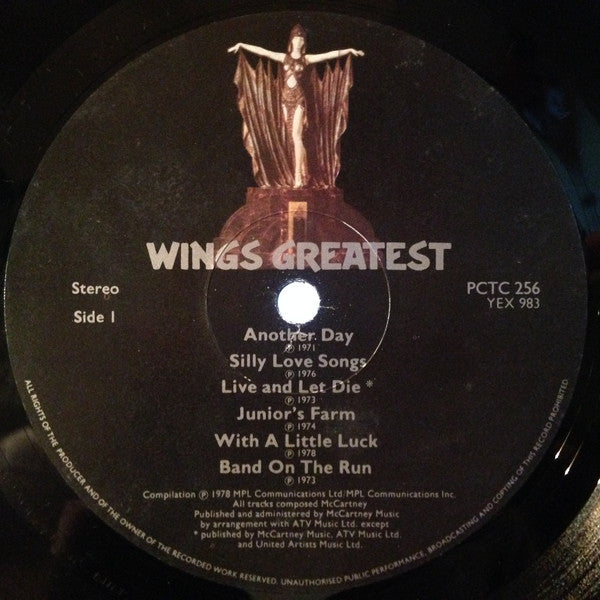 WINGS GREATEST
Stereo
Side 1
PCTC 256
YEX 983
Another Day
℗ 1971
Silly Love Songs
℗ 1976
Live and Let Die *
℗ 1973
Junior's Farm
℗ 1974
With A Little Luck
℗ 1978
Band On The Run
℗ 1973
Compilation ℗ 1978 MPL Communications Ltd/MPL Communications Inc.
All tracks composed McCartney
Published and administered by McCartney Music
by arrangement with ATV Music Ltd. except
* published by McCartney Music, ATV Music Ltd.
and United Artists Music Ltd.
ALL RIGHTS OF THE PRODUCER AND OF THE OWNER OF THE RECORDED WORK RESERVED. UNAUTHORISED PUBLIC PERFORMANCE, BROADCASTING AND COPYING OF THIS RECORD PROHIBITED.